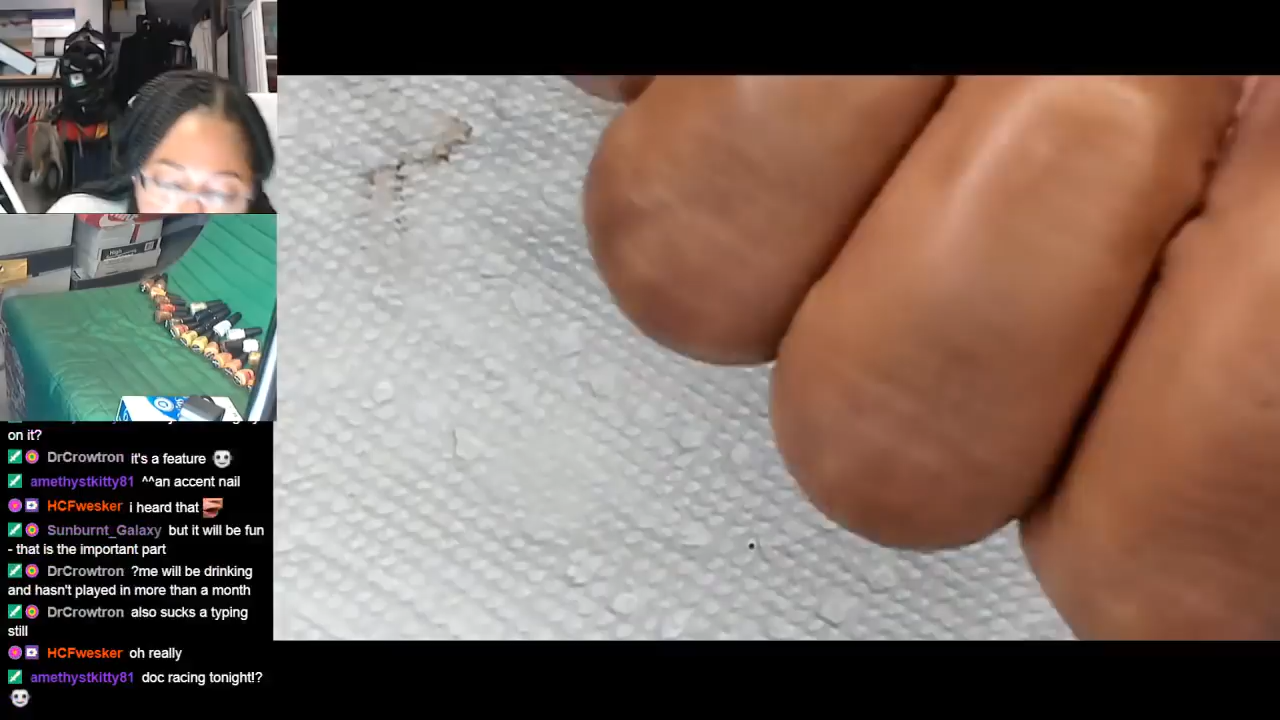 on it?
DrCrowtron it's a feature
amethystkitty81 ^^an accent nail
HCFwesker i heard that
Sunburnt_Galaxy but it will be fun
- that is the important part
DrCrowtron ?me will be drinking
and hasn't played in more than a month
DrCrowtron also sucks a typing
still
HCFwesker oh really
amethystkitty81 doc racing tonight!?